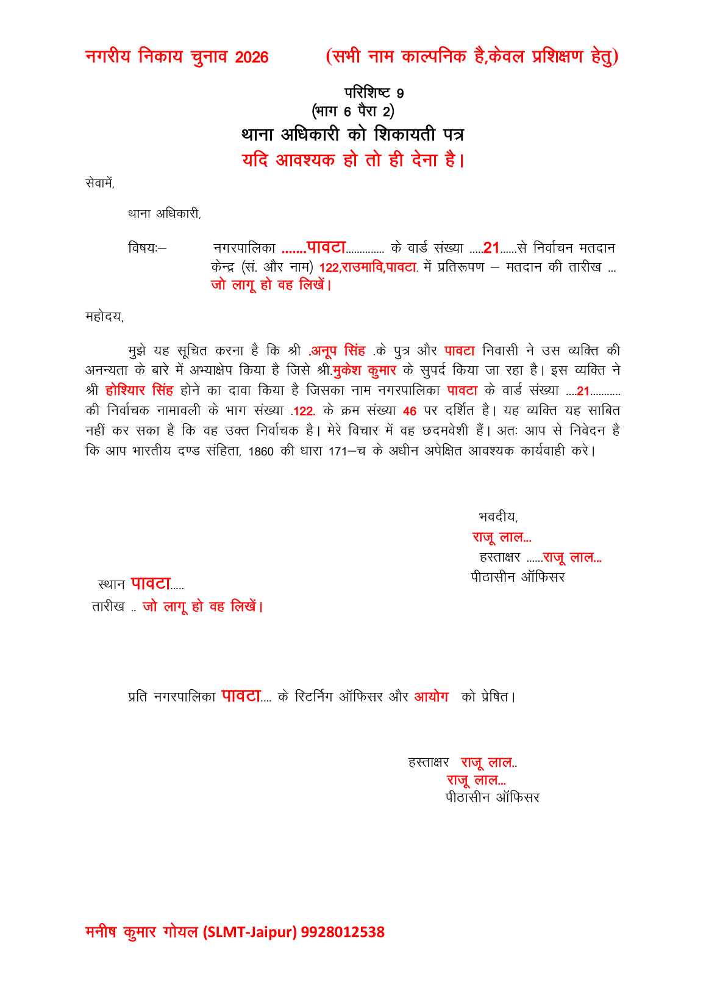 नगरीय निकाय चुनाव 2026 (सभी नाम काल्पनिक है,केवल प्रशिक्षण हेतु)
परिशिष्ट 9
(भाग 6 पैरा 2)
थाना अधिकारी को शिकायती पत्र
यदि आवश्यक हो तो ही देना है।
सेवामें,
थाना अधिकारी,
विषयः– नगरपालिका .......पावटा.............. के वार्ड संख्या .....21......से निर्वाचन मतदान
केन्द्र (सं. और नाम) 122,राउमावि,पावटा. में प्रतिरूपण – मतदान की तारीख ...
जो लागू हो वह लिखें।
महोदय,
मुझे यह सूचित करना है कि श्री .अनूप सिंह .के पुत्र और पावटा निवासी ने उस व्यक्ति की
अनन्यता के बारे में अभ्याक्षेप किया है जिसे श्री.मुकेश कुमार के सुपर्द किया जा रहा है। इस व्यक्ति ने
श्री होश्यिार सिंह होने का दावा किया है जिसका नाम नगरपालिका पावटा के वार्ड संख्या ....21...........
की निर्वाचक नामावली के भाग संख्या .122. के क्रम संख्या 46 पर दर्शित है। यह व्यक्ति यह साबित
नहीं कर सका है कि वह उक्त निर्वाचक है। मेरे विचार में वह छदमवेशी हैं। अतः आप से निवेदन है
कि आप भारतीय दण्ड संहिता, 1860 की धारा 171–च के अधीन अपेक्षित आवश्यक कार्यवाही करे।
भवदीय,
राजू लाल...
हस्ताक्षर ......राजू लाल...
पीठासीन ऑफिसर
स्थान पावटा.....
तारीख .. जो लागू हो वह लिखें।
प्रति नगरपालिका पावटा.... के रिटर्निग ऑफिसर और आयोग को प्रेषित।
हस्ताक्षर राजू लाल..
राजू लाल...
पीठासीन ऑफिसर
मनीष कुमार गोयल (SLMT-Jaipur) 9928012538